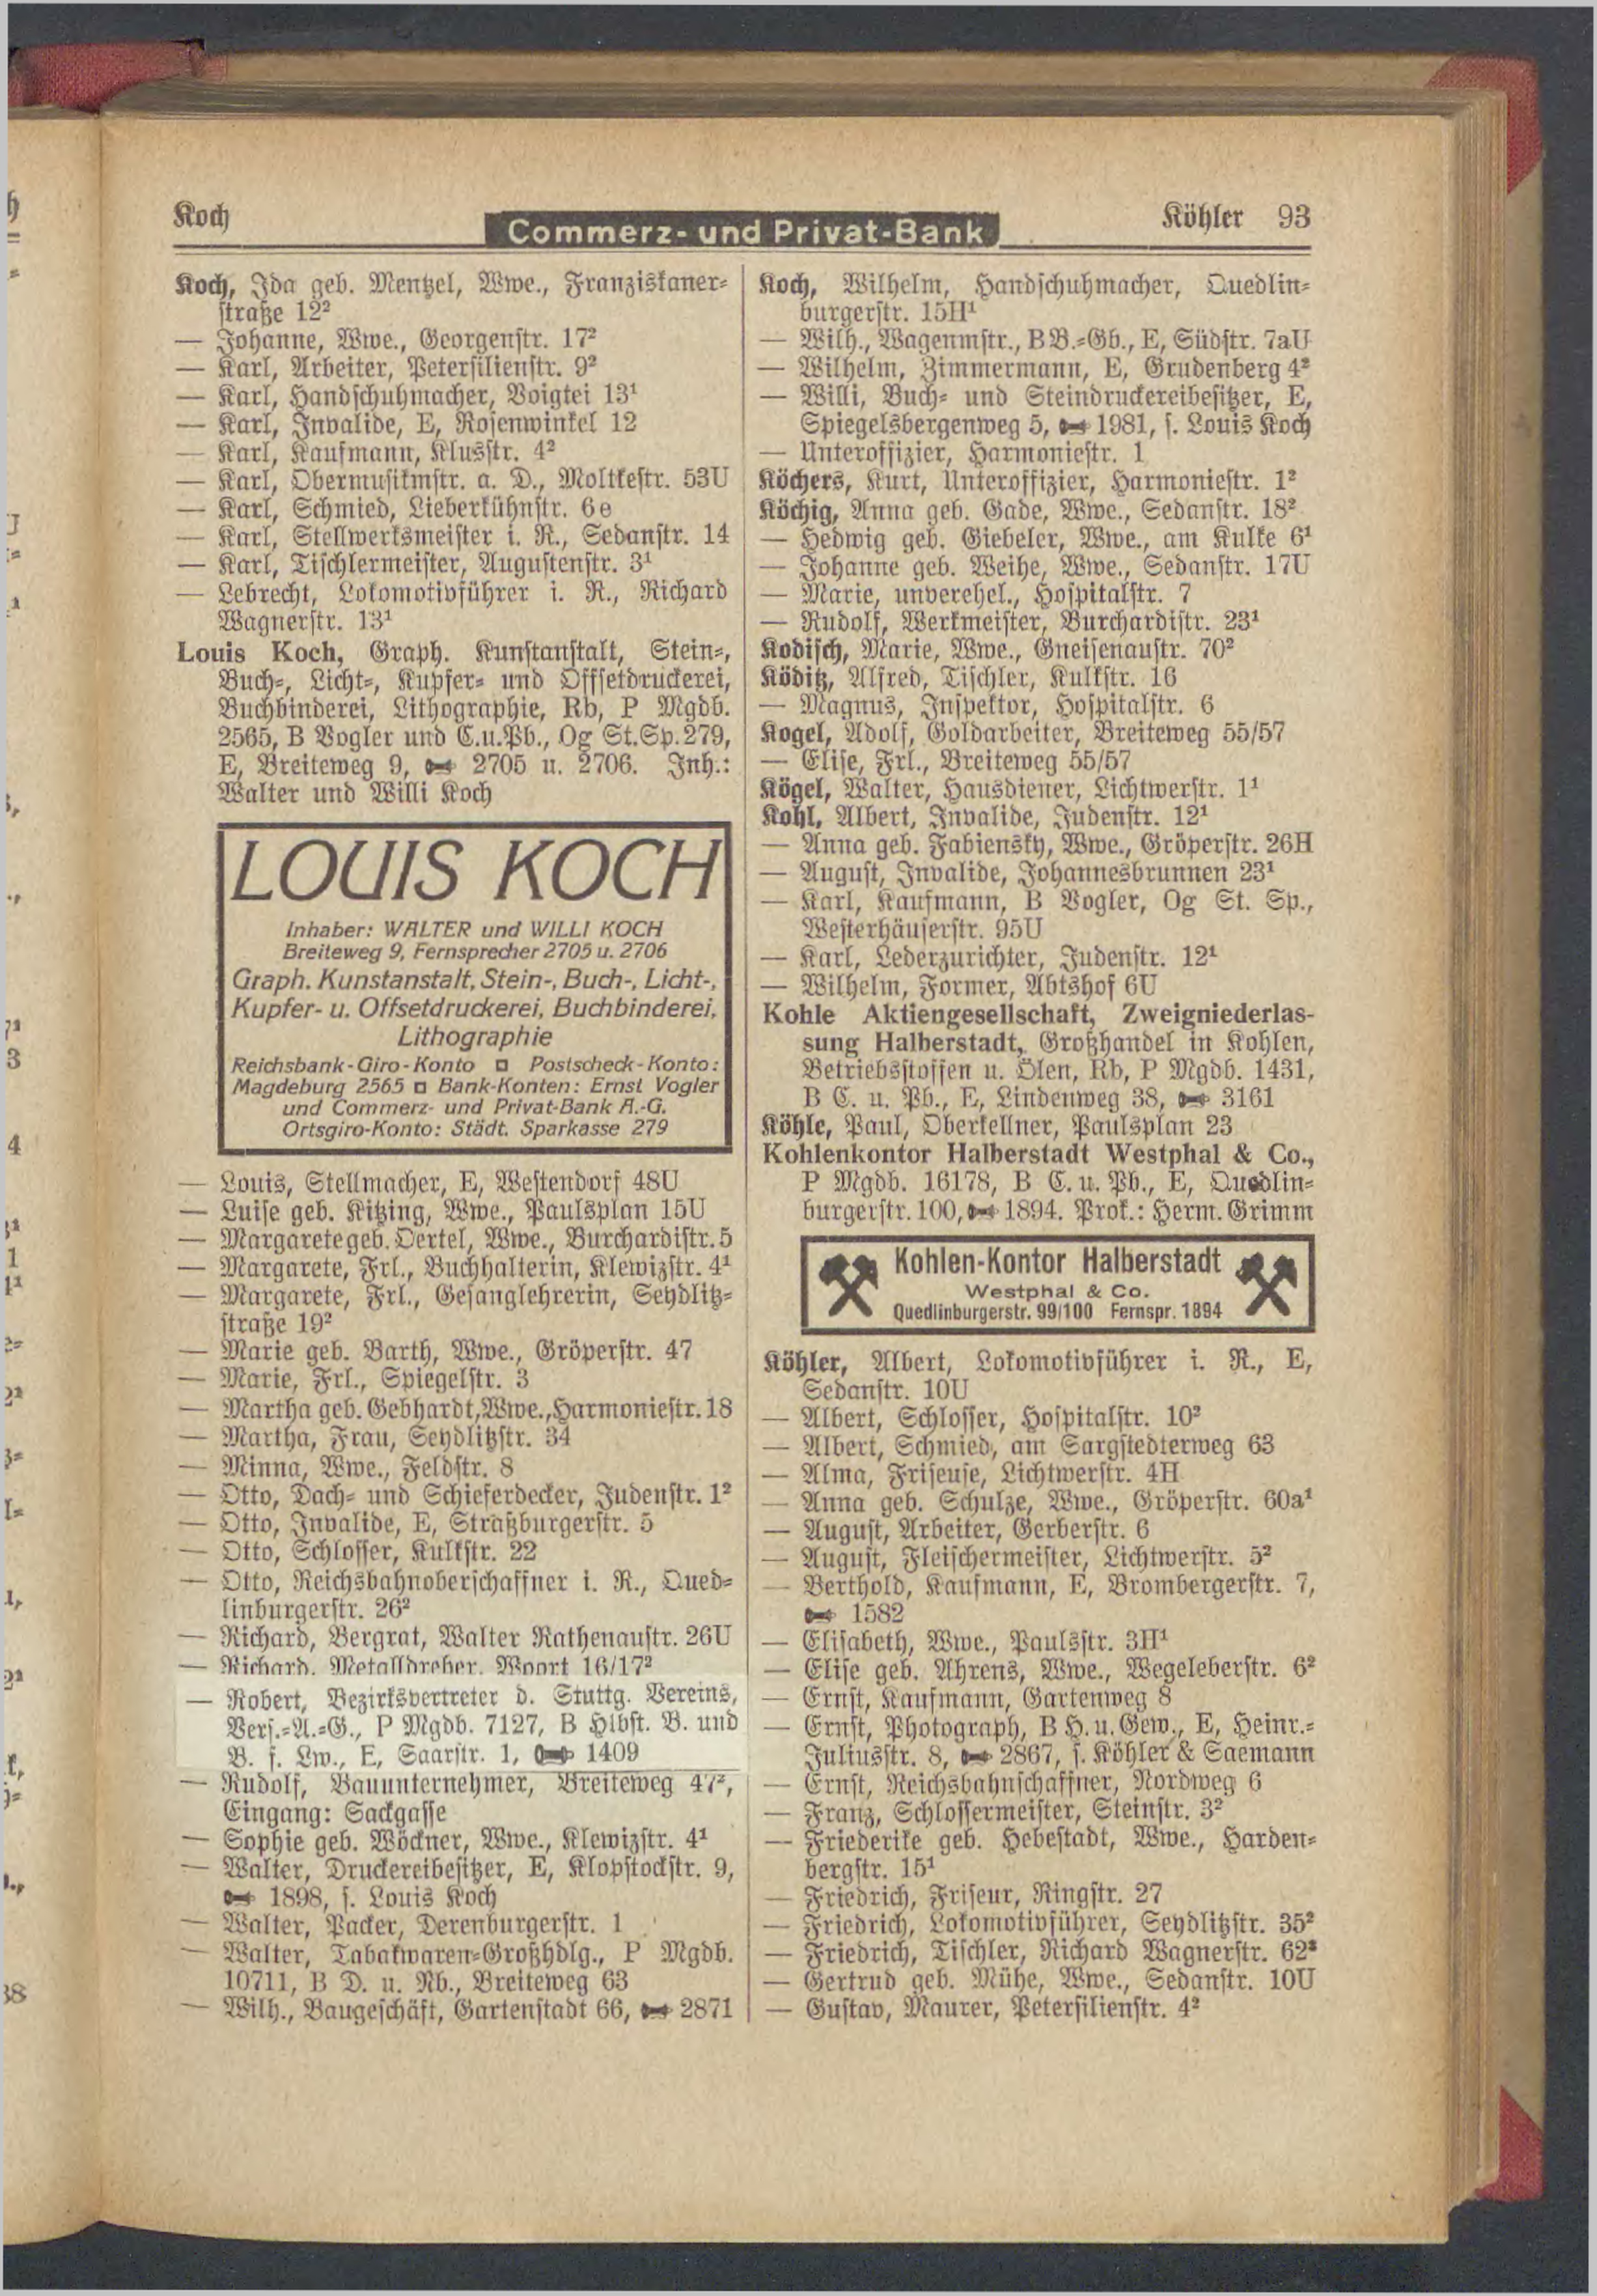 Koch
Commerz- und Privat-Bank
Köhler 93
Koch, Ida geb. Mentzel, Wwe., Franziskaner-
straße 12²
— Johanne, Wwe., Georgenstr. 17²
— Karl, Arbeiter, Petersilienstr. 9²
— Karl, Handschuhmacher, Voigtei 13¹
— Karl, Invalide, E, Rosenwinkel 12
— Karl, Kaufmann, Klusstr. 4²
— Karl, Obermusikmstr. a. D., Moltkestr. 53U
— Karl, Schmied, Lieberkühnstr. 6e
— Karl, Stellwerksmeister i. R., Sedanstr. 14
— Karl, Tischlermeister, Augustenstr. 3¹
— Lebrecht, Lokomotivführer i. R., Richard
Wagnerstr. 13¹
Louis Koch, Graph. Kunstanstalt, Stein-,
Buch-, Licht-, Kupfer- und Offsetdruckerei,
Buchbinderei, Lithographie, Rb, P Mgdb.
2565, B Vogler und C.u.Pb., Og St.Sp.279,
E, Breiteweg 9, 2705 u. 2706. Inh.:
Walter und Willi Koch
LOUIS KOCH
Inhaber: WALTER und WILLI KOCH
Breiteweg 9, Fernsprecher 2705 u. 2706
Graph. Kunstanstalt, Stein-, Buch-, Licht-,
Kupfer- u. Offsetdruckerei, Buchbinderei,
Lithographie
Reichsbank-Giro-Konto ◘ Postscheck-Konto:
Magdeburg 2565 ◘ Bank-Konten: Ernst Vogler
und Commerz- und Privat-Bank A.-G.
Ortsgiro-Konto: Städt. Sparkasse 279
— Louis, Stellmacher, E, Westendorf 48U
— Luise geb. Kitzing, Wwe., Paulsplan 15U
— Margarete geb. Oertel, Wwe., Burchardistr. 5
— Margarete, Frl., Buchhalterin, Klewizstr. 4¹
— Margarete, Frl., Gesanglehrerin, Seydlitz-
straße 19²
— Marie geb. Barth, Wwe., Gröperstr. 47
— Marie, Frl., Spiegelstr. 3
— Martha geb. Gebhardt, Wwe., Harmoniestr. 18
— Martha, Frau, Seydlitzstr. 34
— Minna, Wwe., Feldstr. 8
— Otto, Dach- und Schieferdecker, Judenstr. 1²
— Otto, Invalide, E, Straßburgerstr. 5
— Otto, Schlosser, Kulkstr. 22
— Otto, Reichsbahnoberschaffner i. R., Qued-
linburgerstr. 26²
— Richard, Bergrat, Walter Rathenaustr. 26U
— Richard, Metalldreher, Woort 16/17²
— Robert, Bezirksvertreter d. Stuttg. Vereins,
Vers.-A.-G., P Mgdb. 7127, B Hlbst. B. und
B. f. Lw., E, Saarstr. 1, 1409
— Rudolf, Bauunternehmer, Breiteweg 47²,
Eingang: Sackgasse
— Sophie geb. Wöckner, Wwe., Klewizstr. 4¹
— Walter, Druckereibesitzer, E, Klopstockstr. 9,
1898, s. Louis Koch
— Walter, Packer, Derenburgerstr. 1
— Walter, Tabakwaren-Großhdlg., P Mgdb.
10711, B D. u. Nb., Breiteweg 63
— Wilh., Baugeschäft, Gartenstadt 66, 2871
Koch, Wilhelm, Handschuhmacher, Quedlin-
burgerstr. 15H¹
— Wilh., Wagenmstr., BB.-Gb., E, Südstr. 7aU
— Wilhelm, Zimmermann, E, Grudenberg 4²
— Willi, Buch- und Steindruckereibesitzer, E,
Spiegelsbergenweg 5, 1981, s. Louis Koch
— Unteroffizier, Harmoniestr. 1
Köchers, Kurt, Unteroffizier, Harmoniestr. 1²
Köchig, Anna geb. Gade, Wwe., Sedanstr. 18²
— Hedwig geb. Giebeler, Wwe., am Kulke 6¹
— Johanne geb. Weihe, Wwe., Sedanstr. 17U
— Marie, unverehel., Hospitalstr. 7
— Rudolf, Werkmeister, Burchardistr. 23¹
Kodisch, Marie, Wwe., Gneisenaustr. 70²
Köditz, Alfred, Tischler, Kulkstr. 16
— Magnus, Inspektor, Hospitalstr. 6
Kogel, Adolf, Goldarbeiter, Breiteweg 55/57
— Elise, Frl., Breiteweg 55/57
Kögel, Walter, Hausdiener, Lichtwerstr. 1¹
Kohl, Albert, Invalide, Judenstr. 12¹
— Anna geb. Fabiensky, Wwe., Gröperstr. 26H
— August, Invalide, Johannesbrunnen 23¹
— Karl, Kaufmann, B Vogler, Og St. Sp.,
Westerhäuserstr. 95U
— Karl, Lederzurichter, Judenstr. 12¹
— Wilhelm, Former, Abtshof 6U
Kohle Aktiengesellschaft, Zweigniederlas-
sung Halberstadt, Großhandel in Kohlen,
Betriebsstoffen u. Ölen, Rb, P Mgdb. 1431,
B C. u. Pb., E, Lindenweg 38, 3161
Köhle, Paul, Oberkellner, Paulsplan 23
Kohlenkontor Halberstadt Westphal & Co.,
P Mgdb. 16178, B C. u. Pb., E, Quedlin-
burgerstr. 100, 1894. Prok.: Herm. Grimm
Kohlen-Kontor Halberstadt
Westphal & Co.
Quedlinburgerstr. 99/100 Fernspr. 1894
Köhler, Albert, Lokomotivführer i. R., E,
Sedanstr. 10U
— Albert, Schlosser, Hospitalstr. 10²
— Albert, Schmied, am Sargstedterweg 63
— Alma, Friseuse, Lichtwerstr. 4H
— Anna geb. Schulze, Wwe., Gröperstr. 60a¹
— August, Arbeiter, Gerberstr. 6
— August, Fleischermeister, Lichtwerstr. 5²
— Berthold, Kaufmann, E, Brombergerstr. 7,
1582
— Elisabeth, Wwe., Paulsstr. 3H¹
— Elise geb. Ahrens, Wwe., Wegeleberstr. 6²
— Ernst, Kaufmann, Gartenweg 8
— Ernst, Photograph, B H. u. Gew., E, Heinr.-
Juliusstr. 8, 2867, s. Köhler & Saemann
— Ernst, Reichsbahnschaffner, Nordweg 6
— Franz, Schlossermeister, Steinstr. 3²
— Friederike geb. Hebestadt, Wwe., Harden-
bergstr. 15¹
— Friedrich, Friseur, Ringstr. 27
— Friedrich, Lokomotivführer, Seydlitzstr. 35²
— Friedrich, Tischler, Richard Wagnerstr. 62²
— Gertrud geb. Mühe, Wwe., Sedanstr. 10U
— Gustav, Maurer, Petersilienstr. 4²